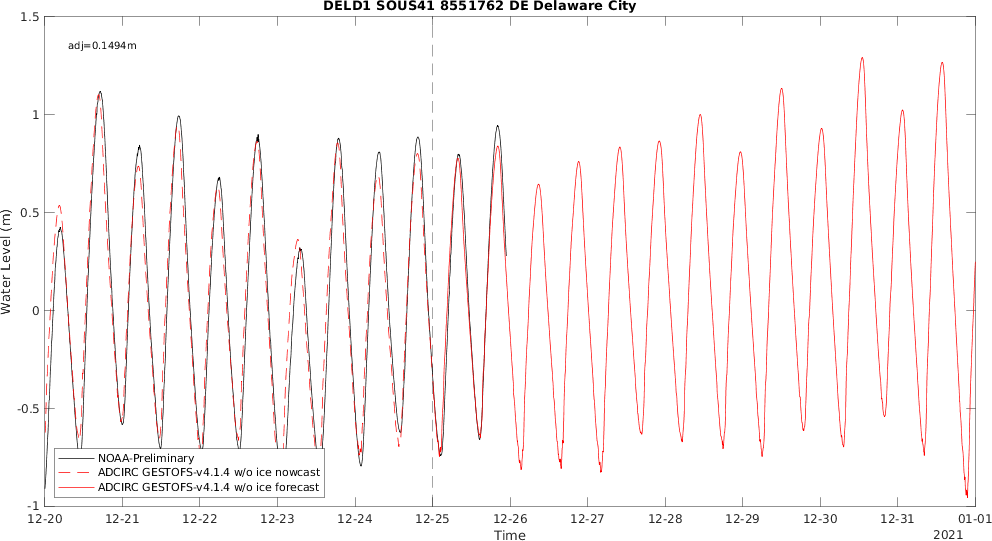 DELD1 SOUS41 8551762 DE Delaware City
adj=0.1494m
Water Level (m)
1.5
1
0.5
0
-0.5
-1
NOAA-Preliminary
ADCIRC GESTOFS-v4.1.4 w/o ice nowcast
ADCIRC GESTOFS-v4.1.4 w/o ice forecast
12-20 12-21 12-22 12-23 12-24 12-25 12-26 12-27 12-28 12-29 12-30 12-31 01-01
Time
2021